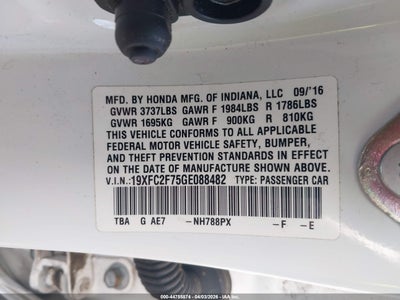 MFD. BY HONDA MFG. OF INDIANA, LLC 09/'16
GVWR 3737LBS GAWR F 1984LBS R 1786LBS
GVWR 1695KG GAWR F 900KG R 810KG
THIS VEHICLE CONFORMS TO ALL APPLICABLE
FEDERAL MOTOR VEHICLE SAFETY, BUMPER,
AND THEFT PREVENTION STANDARDS IN EFFECT
ON THE DATE OF MANUFACTURE SHOWN ABOVE.
V.I.N.:19XFC2F75GE088482 TYPE: PASSENGER CAR
TBA G AE7 -NH788PX -F -E